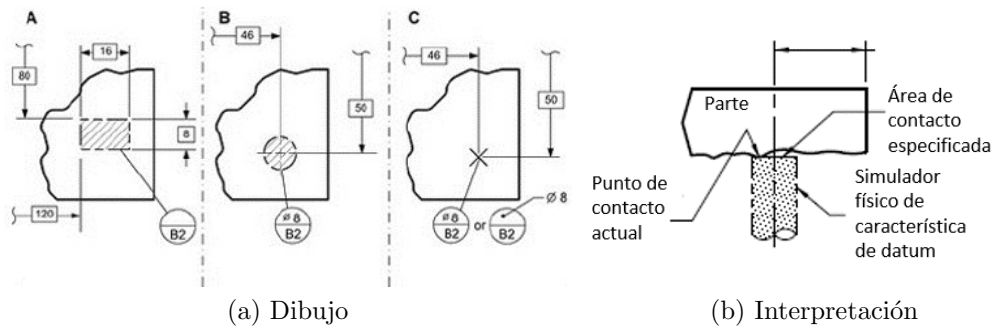 A
16
80
8
120
B2
B
46
50
ø 8
B2
C
46
50
ø 8
B2
or
B2
ø 8
Parte
Área de
contacto
especificada
Punto de
contacto
actual
Simulador
físico de
característica
de datum
(a) Dibujo
(b) Interpretación